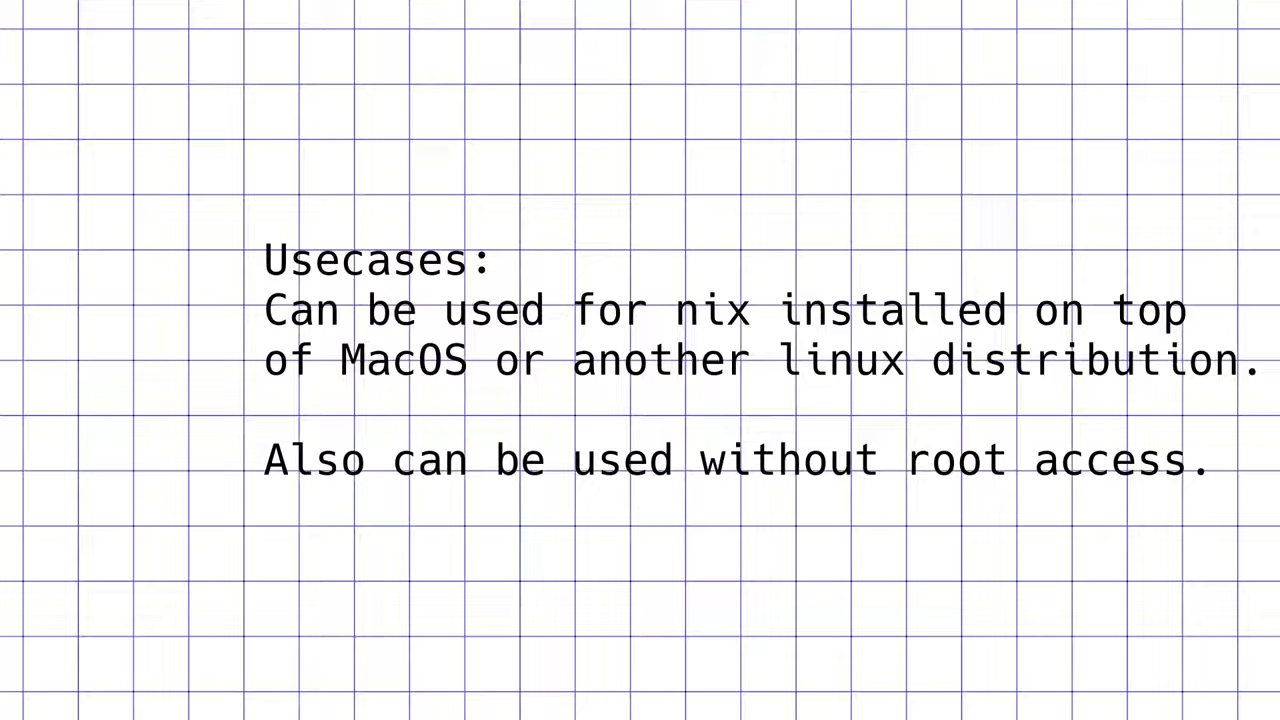 Usecases:
Can be used for nix installed on top
of MacOS or another linux distribution.
Also can be used without root access.